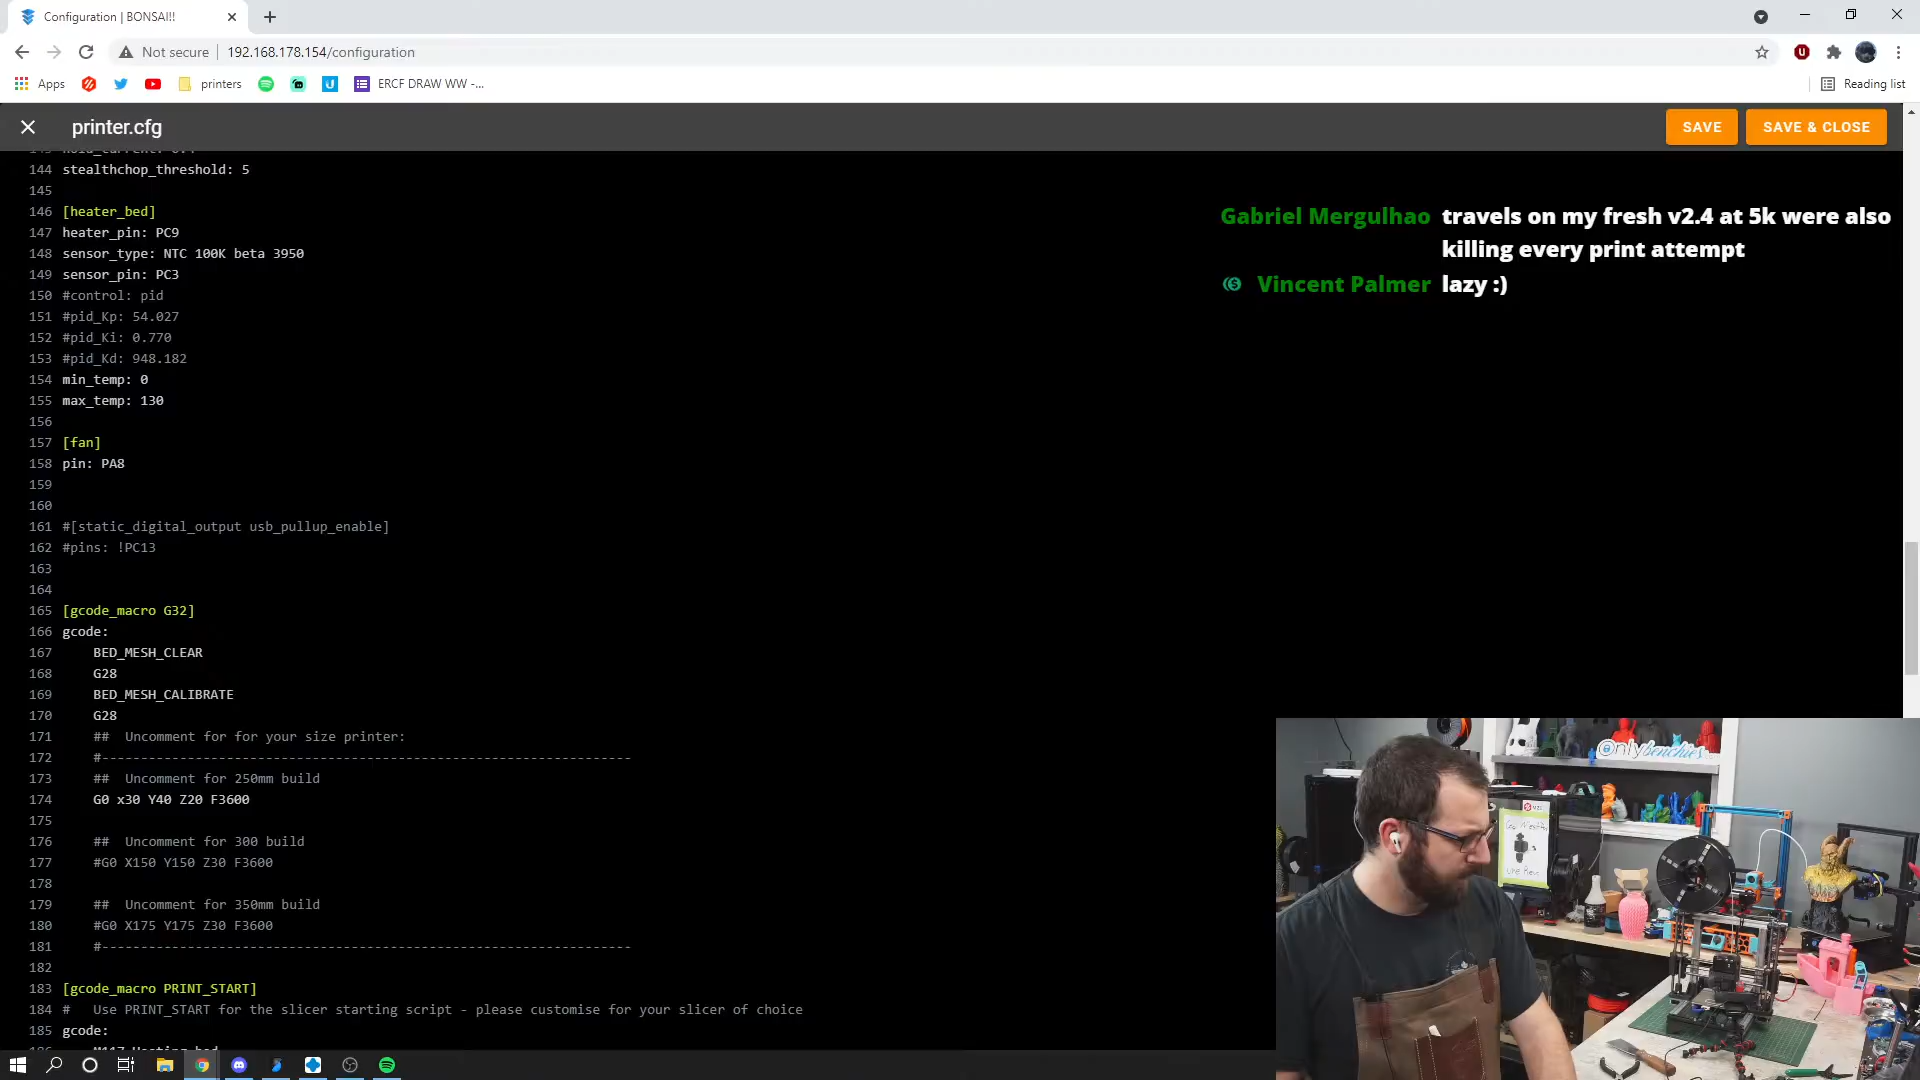 Configuration | BONSAI!!
Not secure
192.168.178.154/configuration
Apps
printers
ERCF DRAW WW -...
Reading list
printer.cfg
SAVE
SAVE & CLOSE
144 stealthchop_threshold: 5
145
146 [heater_bed]
147 heater_pin: PC9
148 sensor_type: NTC 100K beta 3950
149 sensor_pin: PC3
150 #control: pid
151 #pid_Kp: 54.027
152 #pid_Ki: 0.770
153 #pid_Kd: 948.182
154 min_temp: 0
155 max_temp: 130
156
157 [fan]
158 pin: PA8
159
160
161 #[static_digital_output usb_pullup_enable]
162 #pins: !PC13
163
164
165 [gcode_macro G32]
166 gcode:
167 BED_MESH_CLEAR
168 G28
169 BED_MESH_CALIBRATE
170 G28
171 ##  Uncomment for for your size printer:
172 #--------------------------------------------------------------------
173 ##  Uncomment for 250mm build
174 G0 x30 Y40 Z20 F3600
175
176 ##  Uncomment for 300 build
177 #G0 X150 Y150 Z30 F3600
178
179 ##  Uncomment for 350mm build
180 #G0 X175 Y175 Z30 F3600
181 #--------------------------------------------------------------------
182
183 [gcode_macro PRINT_START]
184 #   Use PRINT_START for the slicer starting script - please customise for your slicer of choice
185 gcode:
Gabriel Mergulhao travels on my fresh v2.4 at 5k were also
killing every print attempt
Vincent Palmer lazy :)
@nlybenchies